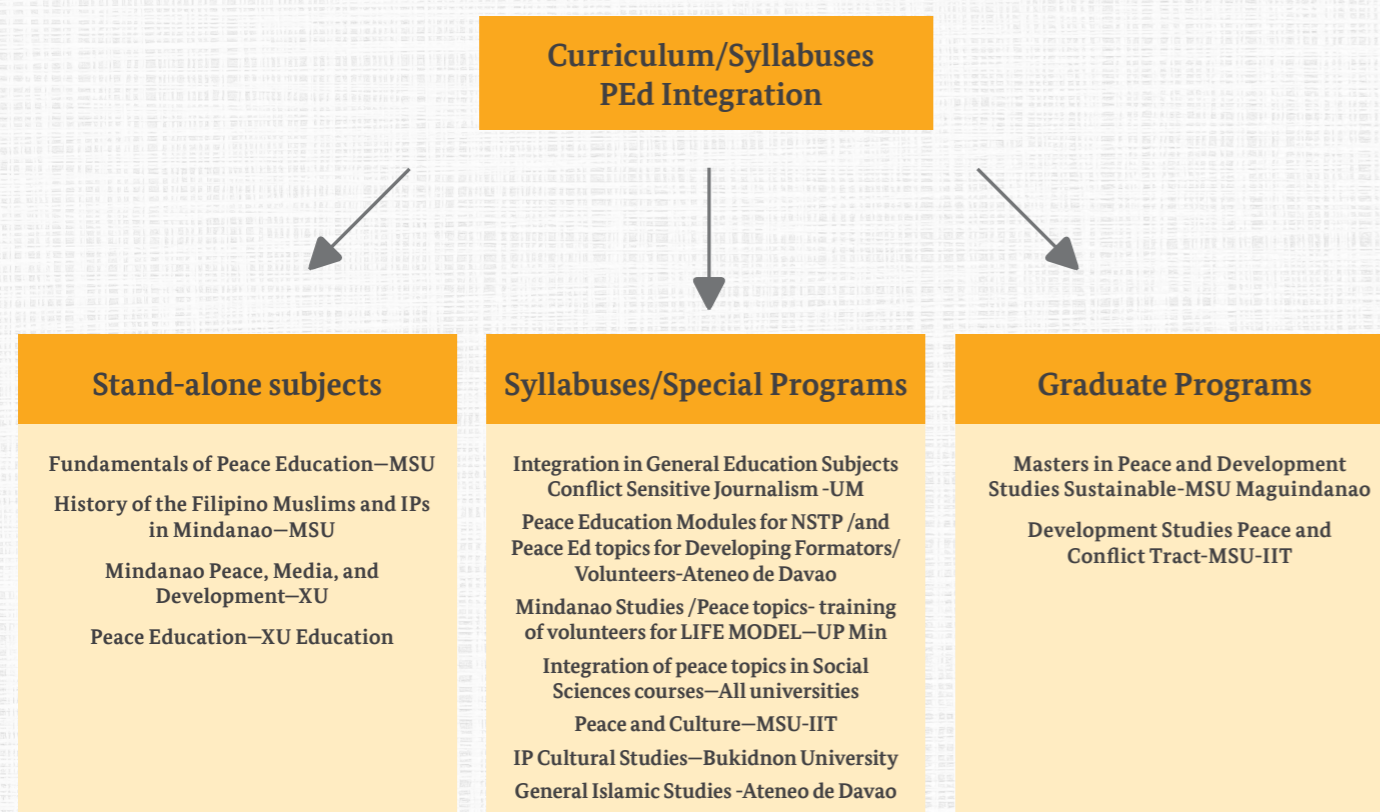 Curriculum/Syllabuses
PEd Integration
Stand-alone subjects
Fundamentals of Peace Education—MSU
History of the Filipino Muslims and IPs
in Mindanao—MSU
Mindanao Peace, Media, and
Development—XU
Peace Education—XU Education
Syllabuses/Special Programs
Integration in General Education Subjects
Conflict Sensitive Journalism -UM
Peace Education Modules for NSTP /and
Peace Ed topics for Developing Formators/
Volunteers-Ateneo de Davao
Mindanao Studies /Peace topics- training
of volunteers for LIFE MODEL—UP Min
Integration of peace topics in Social
Sciences courses—All universities
Peace and Culture—MSU-IIT
IP Cultural Studies—Bukidnon University
General Islamic Studies -Ateneo de Davao
Graduate Programs
Masters in Peace and Development
Studies Sustainable-MSU Maguindanao
Development Studies Peace and
Conflict Tract-MSU-IIT